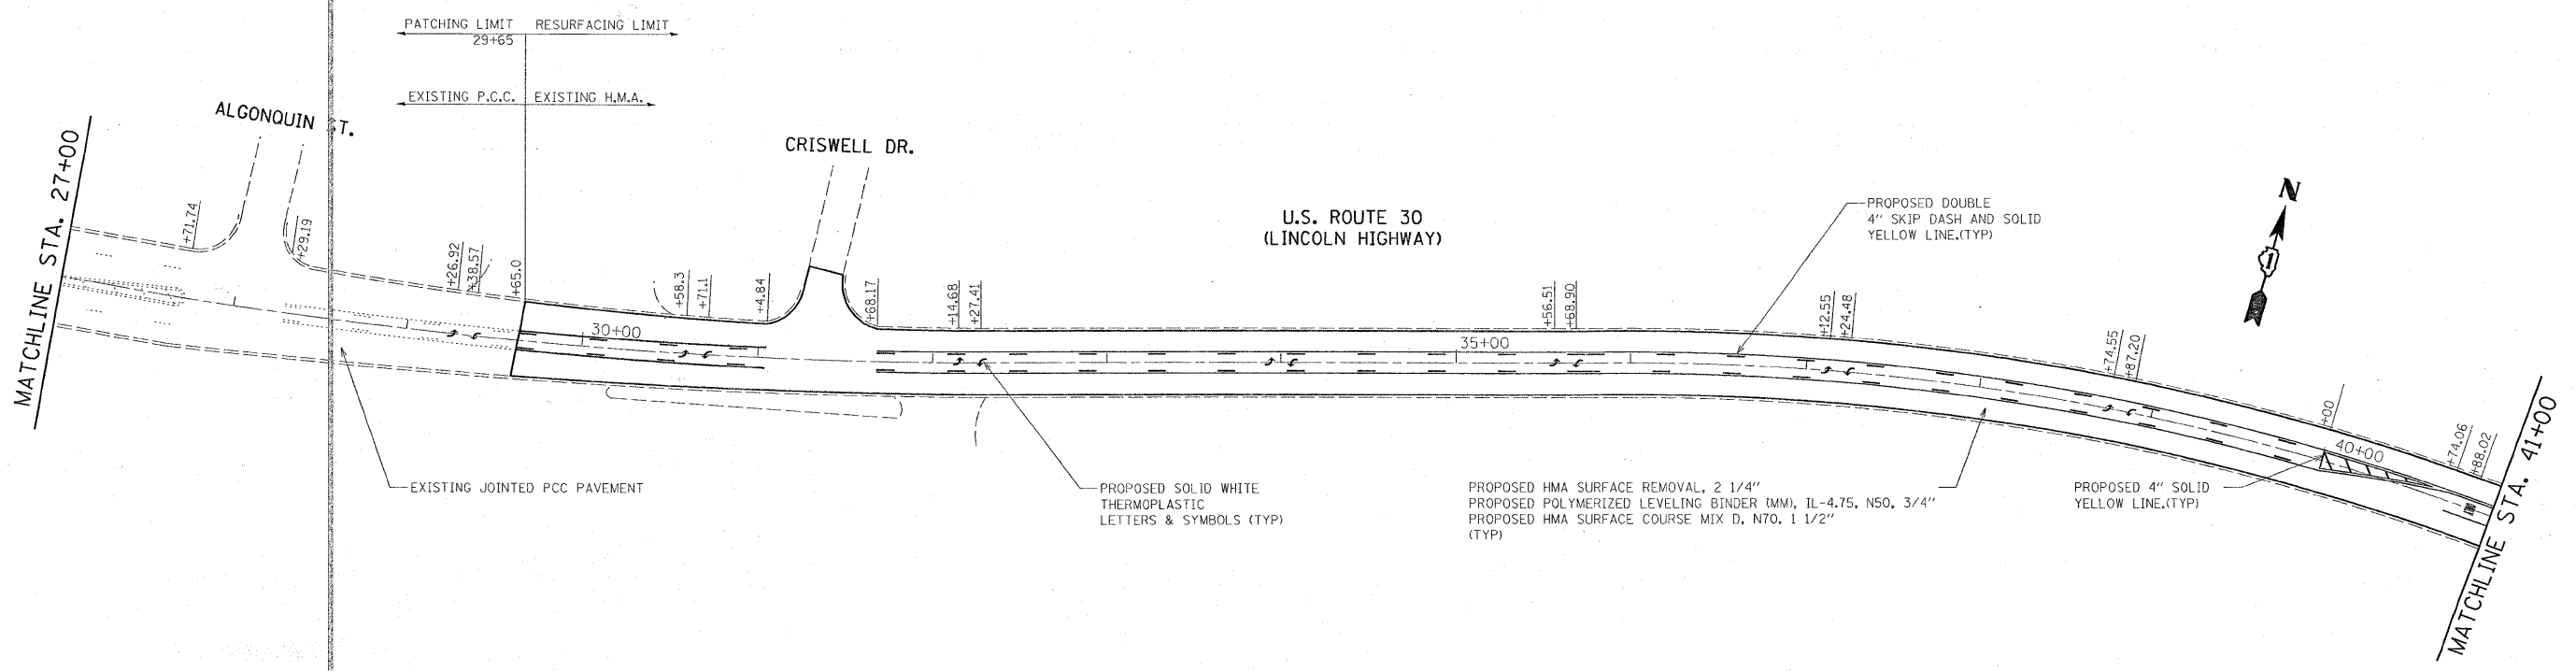 PATCHING LIMIT RESURFACING LIMIT
29+65
EXISTING P.C.C. EXISTING H.M.A.
ALGONQUIN ST.
CRISWELL DR.
MATCHLINE STA. 27+00
U.S. ROUTE 30
(LINCOLN HIGHWAY)
PROPOSED DOUBLE
4" SKIP DASH AND SOLID
YELLOW LINE.(TYP)
N
1
+71.74
+29.19
+26.92
+38.57
+65.0
+58.3
+71.1
+4.84
+68.17
+14.68
+27.41
+56.51
+68.90
+12.55
+24.48
+74.55
+87.20
+00
+74.06
+88.02
30+00
35+00
40+00
MATCHLINE STA. 41+00
EXISTING JOINTED PCC PAVEMENT
PROPOSED SOLID WHITE
THERMOPLASTIC
LETTERS & SYMBOLS (TYP)
PROPOSED HMA SURFACE REMOVAL, 2 1/4"
PROPOSED POLYMERIZED LEVELING BINDER (MM), IL-4.75, N50, 3/4"
PROPOSED HMA SURFACE COURSE MIX D, N70, 1 1/2"
(TYP)
PROPOSED 4" SOLID
YELLOW LINE.(TYP)